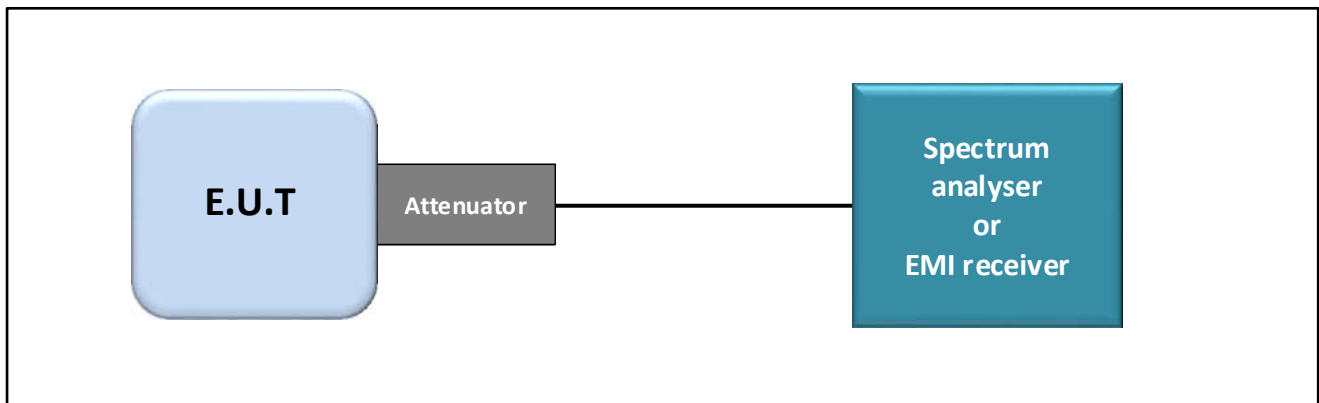 E.U.T
Attenuator
Spectrum
analyser
or
EMI receiver